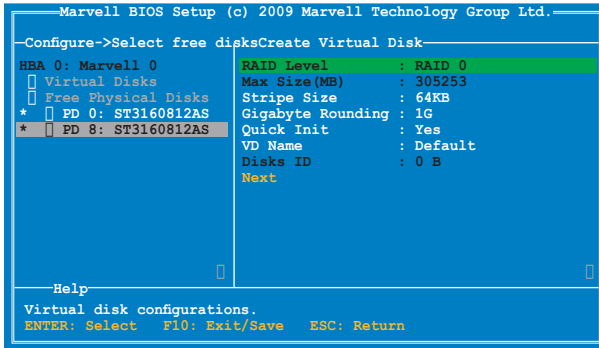 Marvell BIOS Setup (c) 2009 Marvell Technology Group Ltd.
Configure->Select free disksCreate Virtual Disk
HBA 0: Marvell 0
Virtual Disks
Free Physical Disks
* PD 0: ST3160812AS
* PD 8: ST3160812AS
RAID Level : RAID 0
Max Size(MB) : 305253
Stripe Size : 64KB
Gigabyte Rounding : 1G
Quick Init : Yes
VD Name : Default
Disks ID : 0 B
Next
Help
Virtual disk configurations.
ENTER: Select F10: Exit/Save ESC: Return